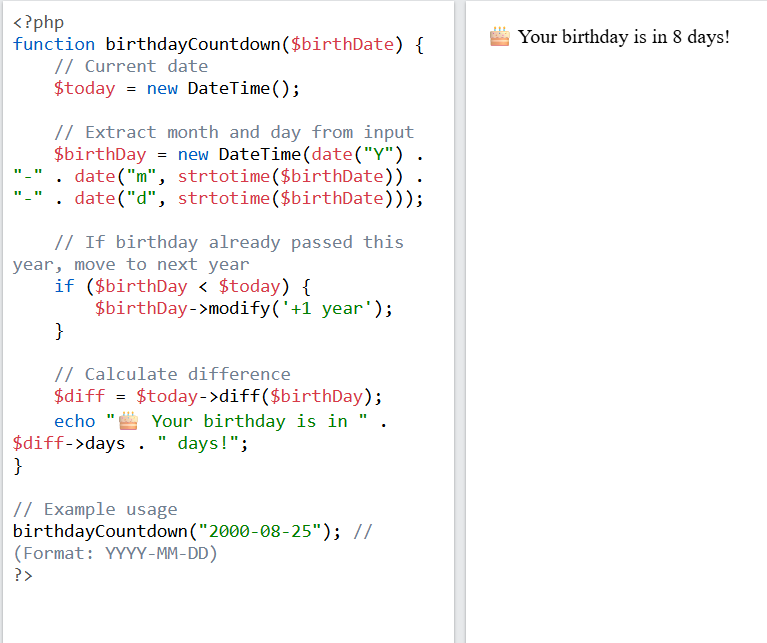 <?php
function birthdayCountdown($birthDate) {
    // Current date
    $today = new DateTime();

    // Extract month and day from input
    $birthDay = new DateTime(date("Y") .
"-" . date("m", strtotime($birthDate)) .
"-" . date("d", strtotime($birthDate)));

    // If birthday already passed this
year, move to next year
    if ($birthDay < $today) {
        $birthDay->modify('+1 year');
    }

    // Calculate difference
    $diff = $today->diff($birthDay);
    echo "🎂 Your birthday is in " .
$diff->days . " days!";
}

// Example usage
birthdayCountdown("2000-08-25"); //
(Format: YYYY-MM-DD)
?>
🎂 Your birthday is in 8 days!